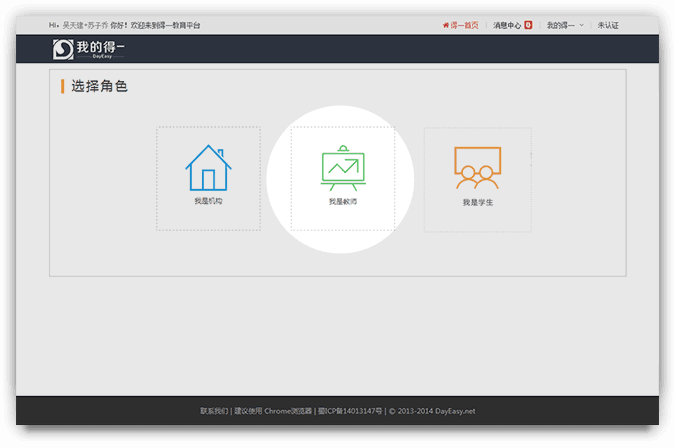 Hi，吴天建*苏子乔 你好！欢迎来到得一教育平台
得一首页 消息中心 我的得一 未认证
我的得一
DayEasy
选择角色
我是机构 我是教师 我是学生
联系我们 | 建议使用 Chrome浏览器 | 蜀ICP备14013147号 | © 2013-2014 DayEasy.net